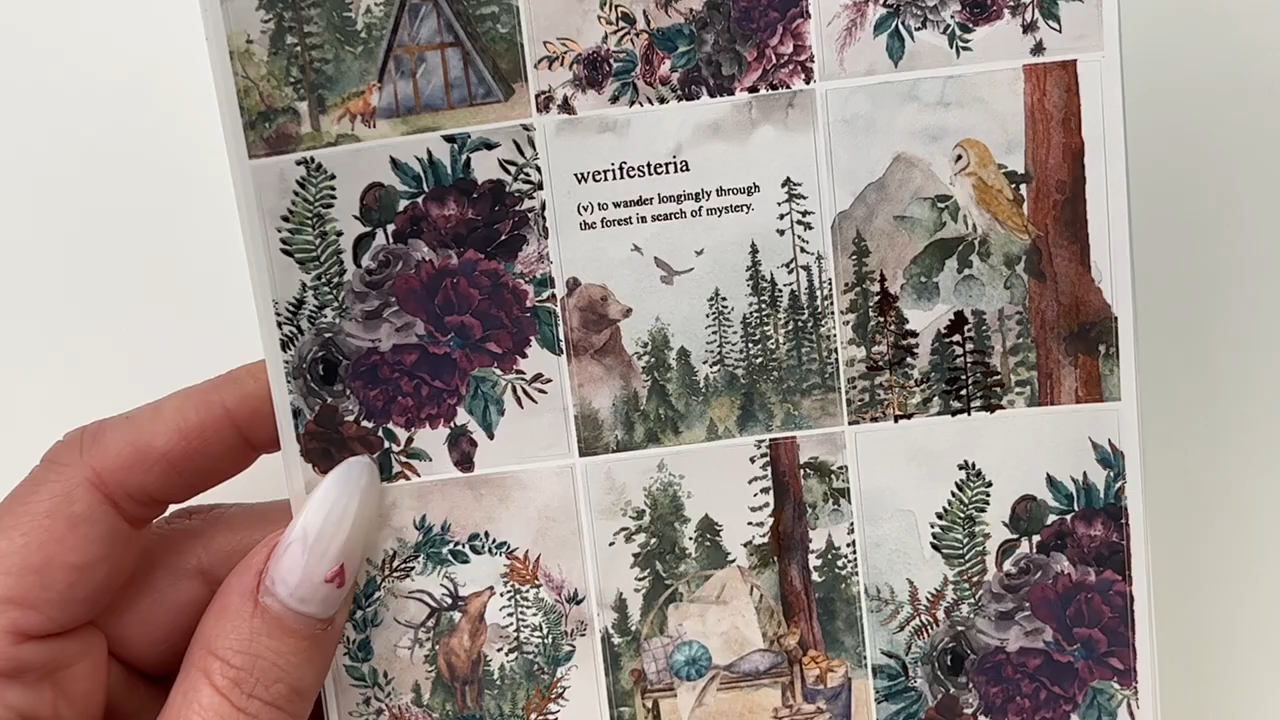 werifesteria
(v) to wander longingly through
the forest in search of mystery.